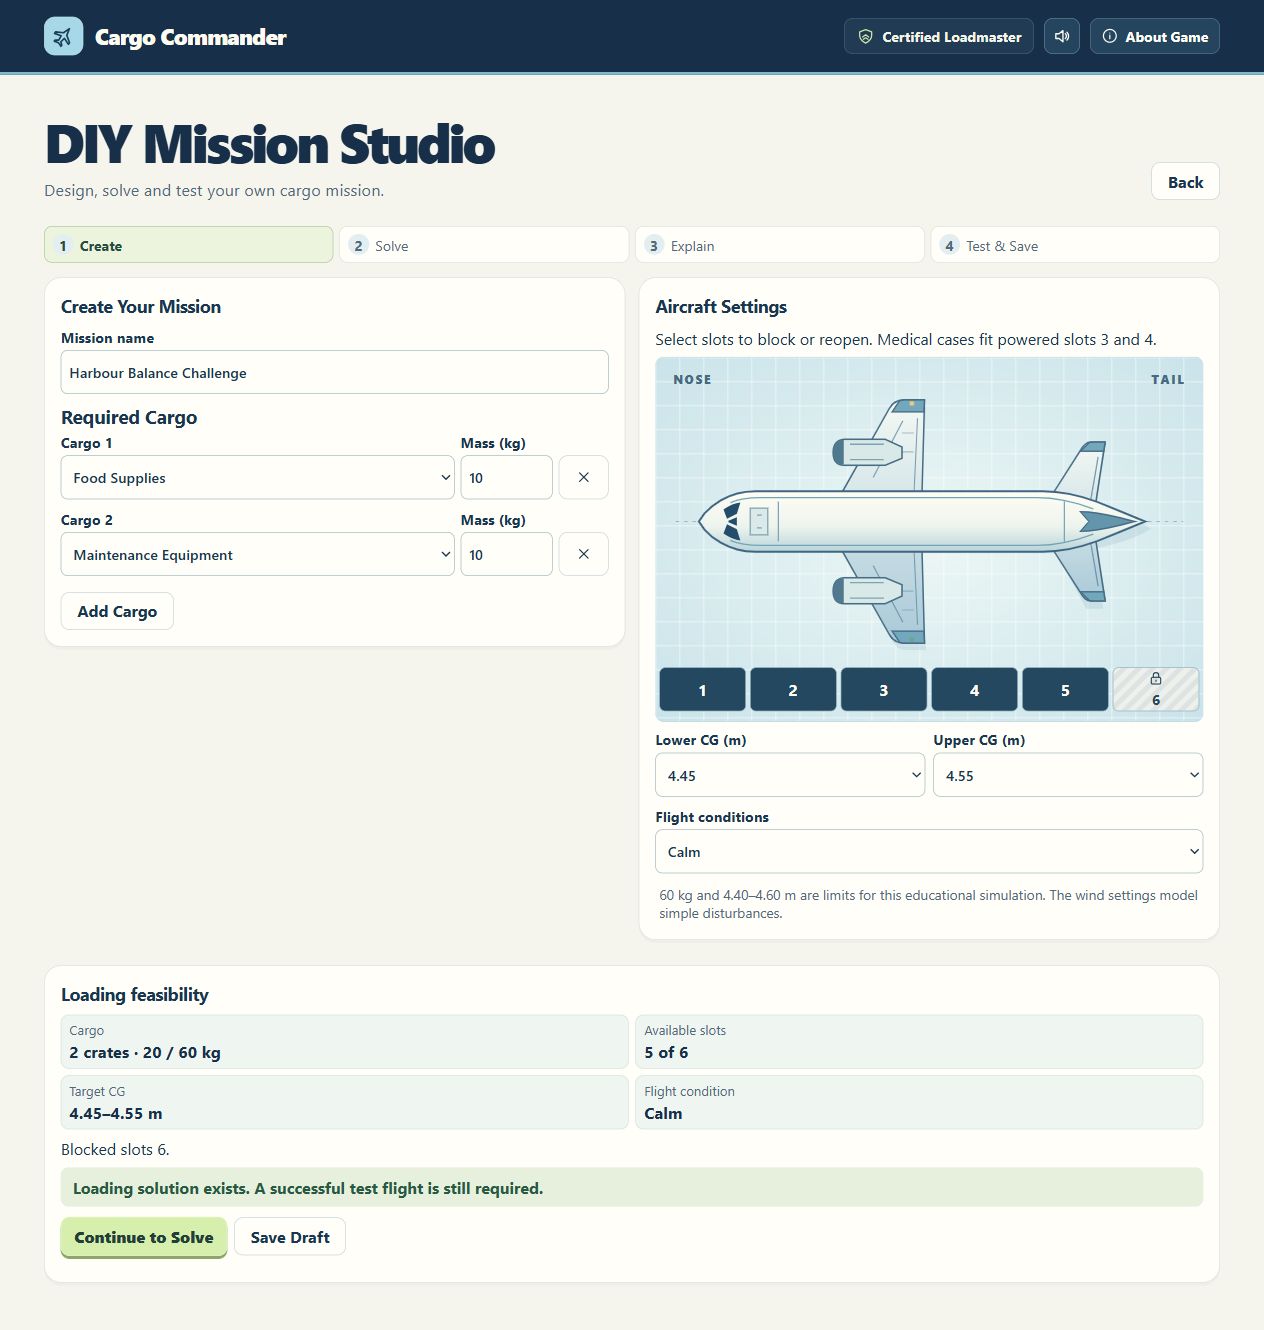 Cargo Commander
Certified Loadmaster
About Game
DIY Mission Studio
Design, solve and test your own cargo mission.
Back
1 Create
2 Solve
3 Explain
4 Test & Save
Create Your Mission
Mission name
Harbour Balance Challenge
Required Cargo
Cargo 1
Mass (kg)
Food Supplies
10
Cargo 2
Mass (kg)
Maintenance Equipment
10
Add Cargo
Aircraft Settings
Select slots to block or reopen. Medical cases fit powered slots 3 and 4.
NOSE
TAIL
1
2
3
4
5
6
Lower CG (m)
Upper CG (m)
4.45
4.55
Flight conditions
Calm
60 kg and 4.40–4.60 m are limits for this educational simulation. The wind settings model
simple disturbances.
Loading feasibility
Cargo
2 crates · 20 / 60 kg
Available slots
5 of 6
Target CG
4.45–4.55 m
Flight condition
Calm
Blocked slots 6.
Loading solution exists. A successful test flight is still required.
Continue to Solve
Save Draft